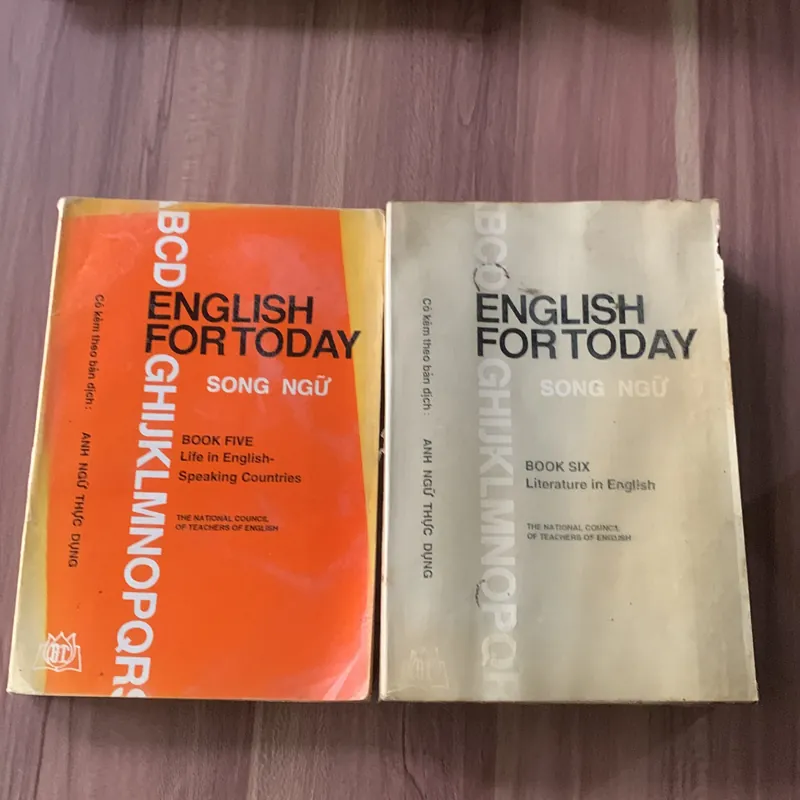 ABCD
GHIJKLMNOPQRS
ENGLISH
FOR TODAY
SONG NGỮ
BOOK FIVE
Life in English-
Speaking Countries
THE NATIONAL COUNCIL
OF TEACHERS OF ENGLISH
Có kèm theo bản dịch : ANH NGỮ THỰC DỤNG
ABCD
GHIJKLMNOPQR
ENGLISH
FOR TODAY
SONG NGỮ
BOOK SIX
Literature in English
THE NATIONAL COUNCIL
OF TEACHERS OF ENGLISH
Có kèm theo bản dịch : ANH NGỮ THỰC DỤNG